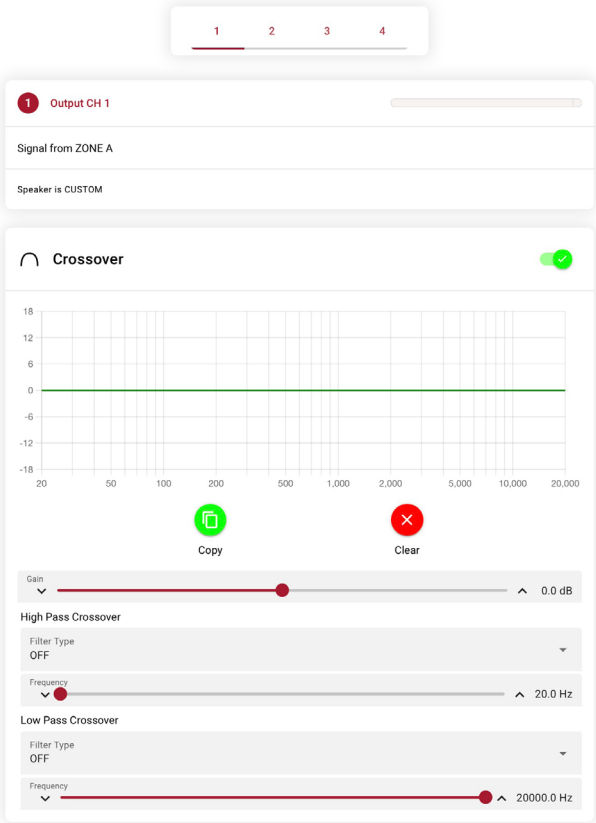 1 2 3 4
1 Output CH 1
Signal from ZONE A
Speaker is CUSTOM
Crossover
18
12
6
0
-6
-12
-18
20 50 100 200 500 1,000 2,000 5,000 10,000 20,000
Copy Clear
Gain
0.0 dB
High Pass Crossover
Filter Type
OFF
Frequency
20.0 Hz
Low Pass Crossover
Filter Type
OFF
Frequency
20000.0 Hz